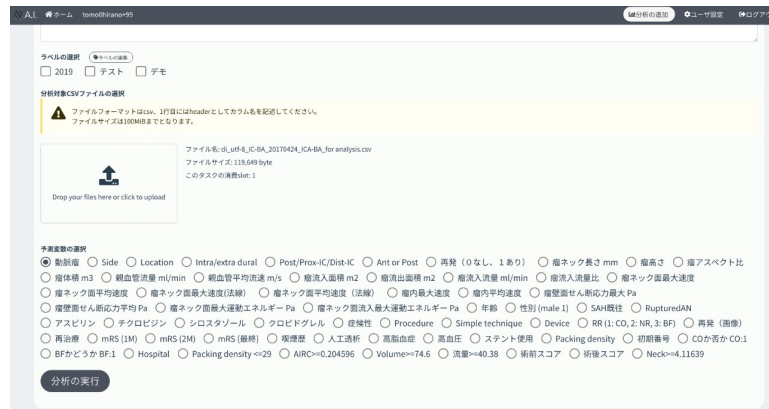 A.I. ホーム tomo0hirano+99 分析の追加 ユーザ設定 ログアウ
ラベルの選択 ラベルの編集
2019 テスト デモ
分析対象CSVファイルの選択
ファイルフォーマットはcsv、1行目にはheaderとしてカラム名を記述してください。
ファイルサイズは100MiBまでとなります。
ファイル名: di_utf-8_IC-BA_20170424_ICA-BA_for analysis.csv
ファイルサイズ: 119,649 byte
このタスクの消費slot: 1
Drop your files here or click to upload
予測変数の選択
動脈瘤 Side Location Intra/extra dural Post/Prox-IC/Dist-IC Ant or Post 再発（0なし、1あり） 瘤ネック長さ mm 瘤高さ 瘤アスペクト比
瘤体積 m3 親血管流量 ml/min 親血管平均流速 m/s 瘤流入面積 m2 瘤流出面積 m2 瘤流入流量 ml/min 瘤流入流量比 瘤ネック面最大速度
瘤ネック面平均速度 瘤ネック面最大速度(法線) 瘤ネック面平均速度（法線） 瘤内最大速度 瘤内平均速度 瘤壁面せん断応力最大 Pa
瘤壁面せん断応力平均 Pa 瘤ネック面最大運動エネルギー Pa 瘤ネック面流入最大運動エネルギー Pa 年齢 性別 (male 1) SAH既往 RupturedAN
アスピリン チクロピジン シロスタゾール クロピドグレル 症候性 Procedure Simple technique Device RR (1: CO, 2: NR, 3: BF) 再発（画像）
再治療 mRS (1M) mRS (2M) mRS (最終) 喫煙歴 人工透析 高脂血症 高血圧 ステント使用 Packing density 初期番号 COか否か CO:1
BFかどうか BF:1 Hospital Packing density <=29 AIRC>=0.204596 Volume>=74.6 流量>=40.38 術前スコア 術後スコア Neck>=4.11639
分析の実行